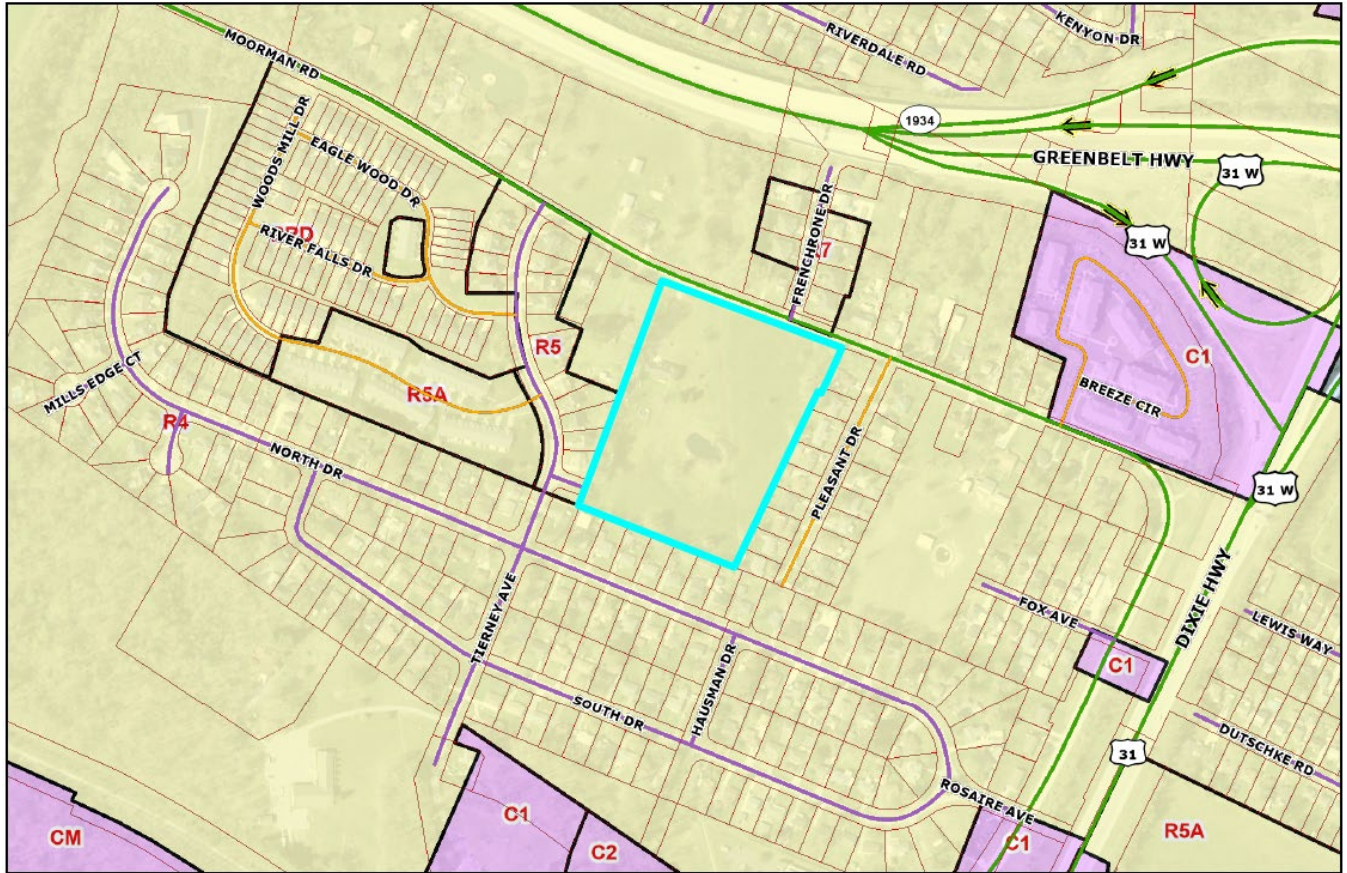 KENYON DR
RIVERDALE RD
MOORMAN RD
1934
GREENBELT HWY
31 W
WOODS MILL DR
EAGLE WOOD DR
RIVER FALLS DR
FRENCHRONE DR
31 W
R5
C1
R5A
BREEZE CIR
MILLS EDGE CT
R4
NORTH DR
PLEASANT DR
31 W
TIERNEY AVE
FOX AVE
DIXIE HWY
LEWIS WAY
C1
HAUSMAN DR
SOUTH DR
31
DUTSCHKE RD
ROSAIRE AVE
C1
CM
C2
C1
R5A